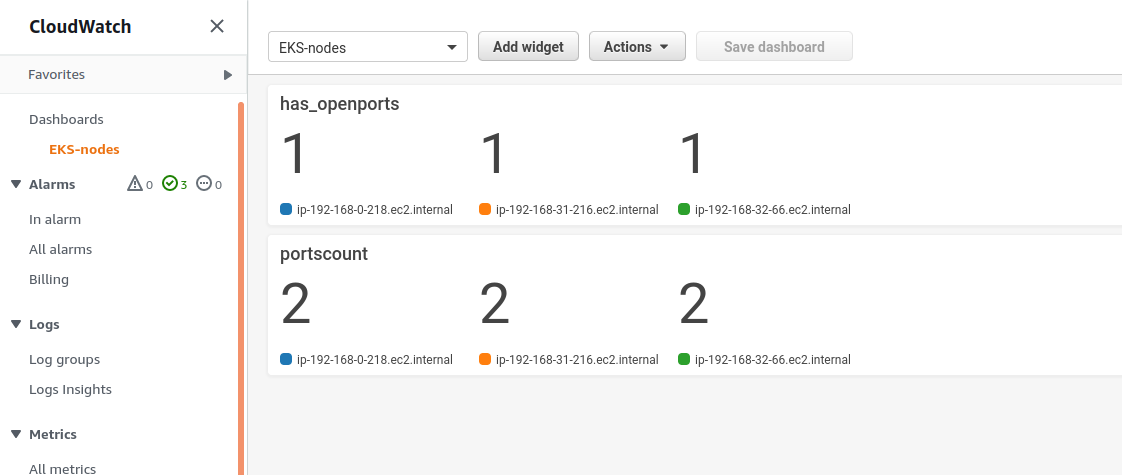 CloudWatch
Favorites
Dashboards
EKS-nodes
Alarms 0 3 0
In alarm
All alarms
Billing
Logs
Log groups
Logs Insights
Metrics
All metrics
EKS-nodes Add widget Actions Save dashboard
has_openports
1 1 1
ip-192-168-0-218.ec2.internal ip-192-168-31-216.ec2.internal ip-192-168-32-66.ec2.internal
portscount
2 2 2
ip-192-168-0-218.ec2.internal ip-192-168-31-216.ec2.internal ip-192-168-32-66.ec2.internal